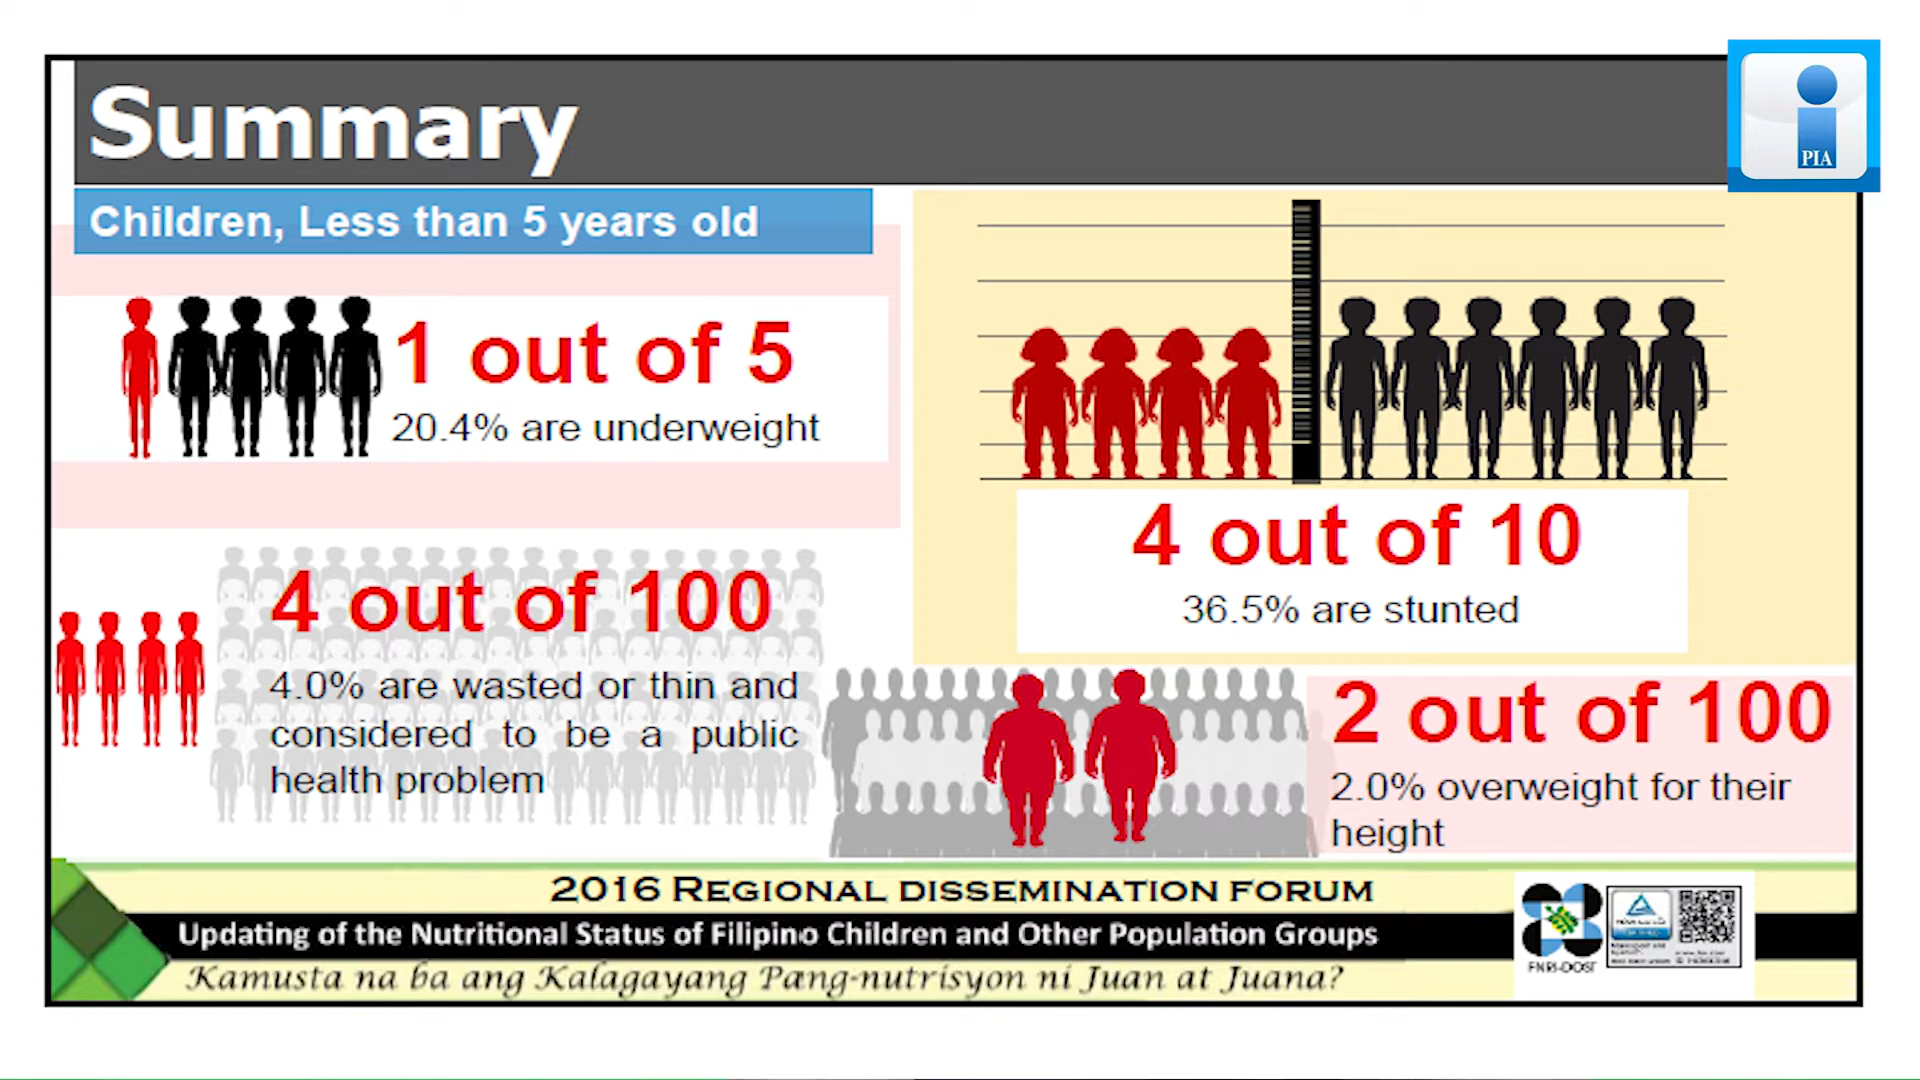 Summary
PIA
Children, Less than 5 years old
1 out of 5
20.4% are underweight
4 out of 10
36.5% are stunted
4 out of 100
4.0% are wasted or thin and
considered to be a public
health problem
2 out of 100
2.0% overweight for their
height
2016 REGIONAL DISSEMINATION FORUM
Updating of the Nutritional Status of Filipino Children and Other Population Groups
Kamusta na ba ang Kalagayang Pang-nutrisyon ni Juan at Juana?
FNRI-DOST